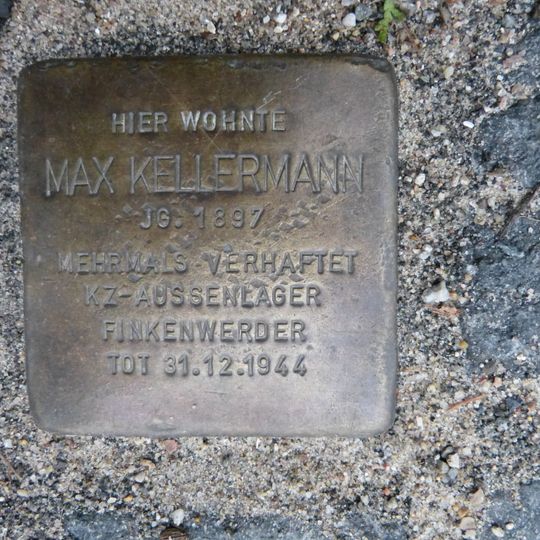 HIER WOHNTE
MAX KELLERMANN
JG. 1897
MEHRMALS VERHAFTET
KZ-AUSSENLAGER
FINKENWERDER
TOT 31.12.1944